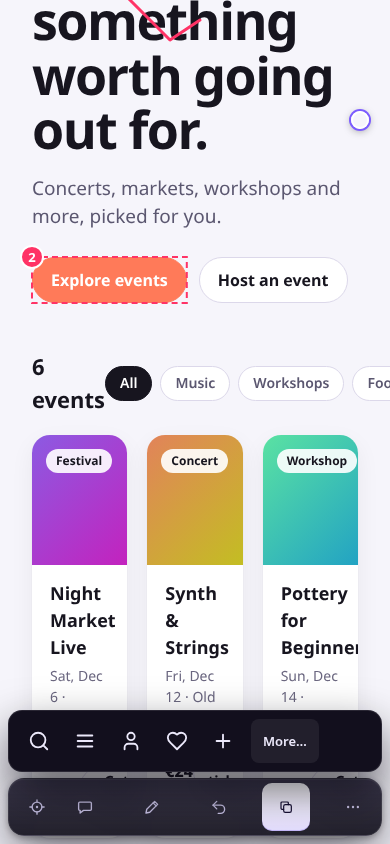 something
worth going
out for.
Concerts, markets, workshops and
more, picked for you.
2
Explore events
Host an event
6
events
All
Music
Workshops
Foo
Festival
Concert
Workshop
Night
Market
Live
Synth
&
Strings
Pottery
for
Beginner
Sat, Dec
6 ·
Fri, Dec
12 · Old
Sun, Dec
14 ·
More...